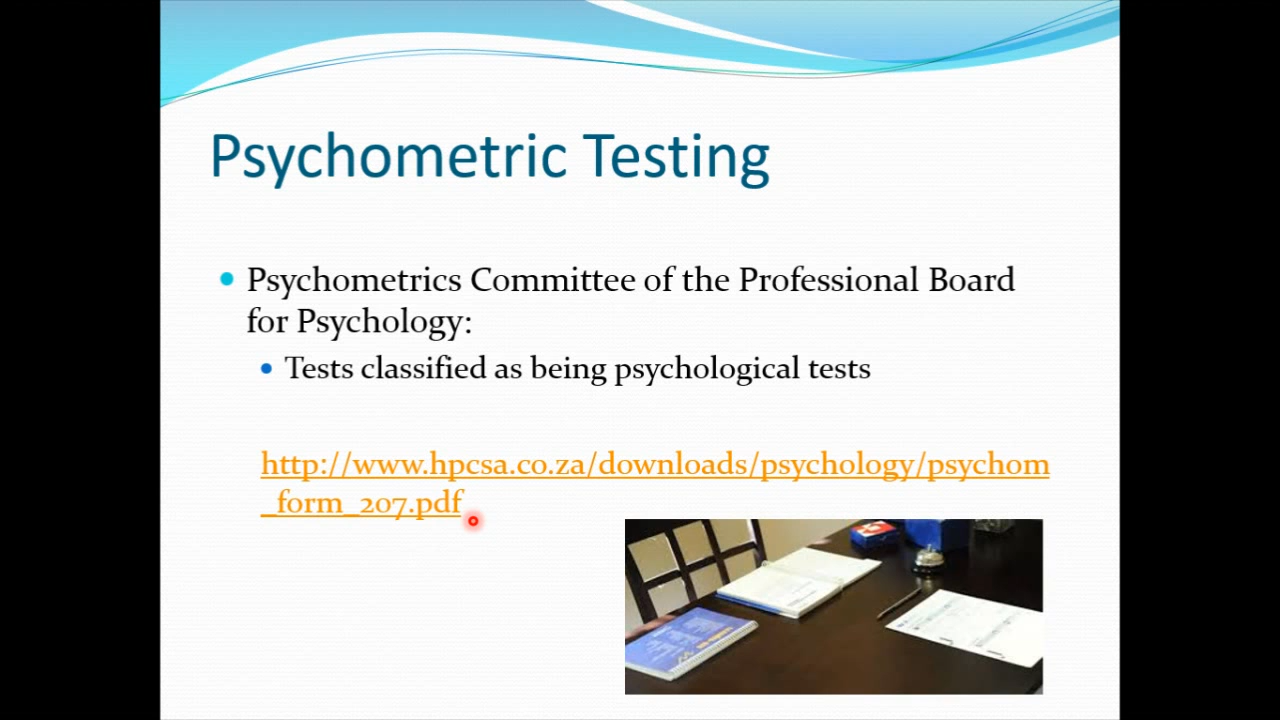 Psychometric Testing
Psychometrics Committee of the Professional Board
for Psychology:
Tests classified as being psychological tests
http://www.hpcsa.co.za/downloads/psychology/psychom
_form_207.pdf